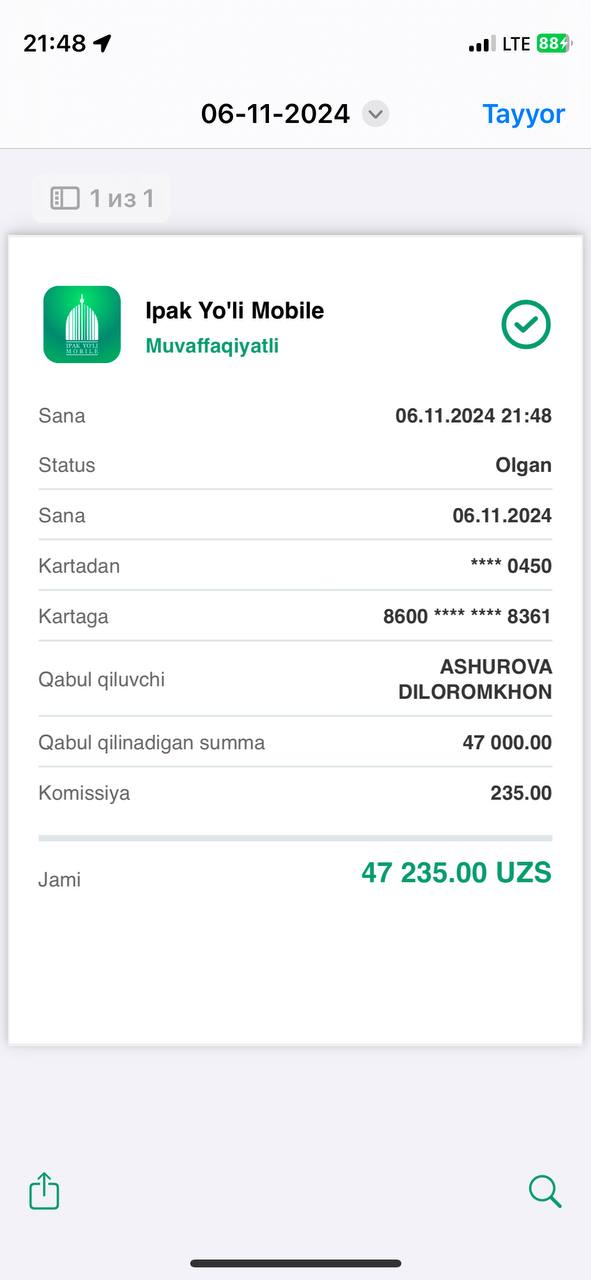 21:48 LTE 88
06-11-2024 Tayyor
1 из 1
Ipak Yo'li Mobile
IPAK YO'LI
MOBILE
Muvaffaqiyatli
Sana 06.11.2024 21:48
Status Olgan
Sana 06.11.2024
Kartadan **** 0450
Kartaga 8600 **** **** 8361
Qabul qiluvchi ASHUROVA
DILOROMKHON
Qabul qilinadigan summa 47 000.00
Komissiya 235.00
Jami 47 235.00 UZS